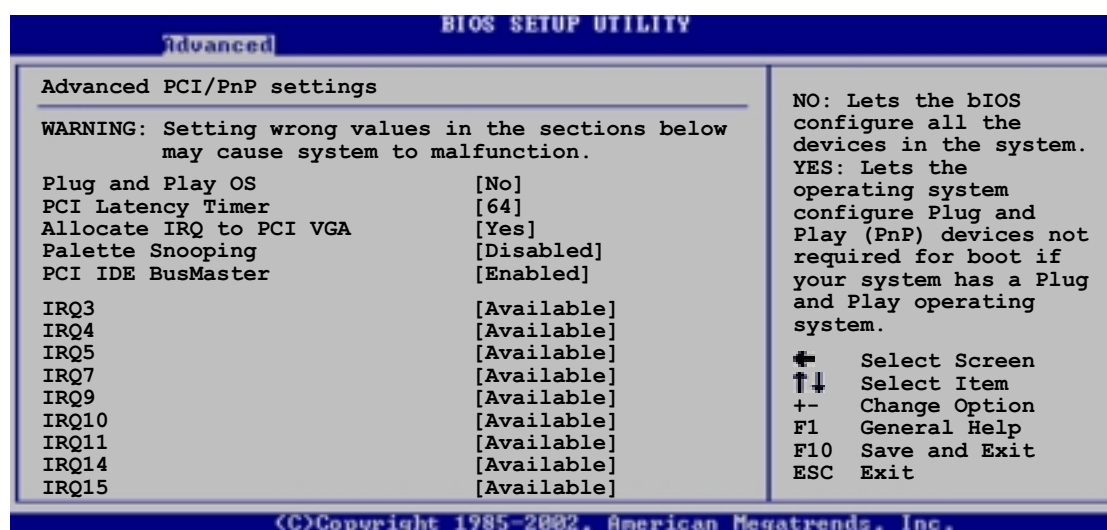 BIOS SETUP UTILITY
Advanced
Advanced PCI/PnP settings
WARNING: Setting wrong values in the sections below
may cause system to malfunction.
Plug and Play OS [No]
PCI Latency Timer [64]
Allocate IRQ to PCI VGA [Yes]
Palette Snooping [Disabled]
PCI IDE BusMaster [Enabled]
IRQ3 [Available]
IRQ4 [Available]
IRQ5 [Available]
IRQ7 [Available]
IRQ9 [Available]
IRQ10 [Available]
IRQ11 [Available]
IRQ14 [Available]
IRQ15 [Available]
NO: Lets the bIOS
configure all the
devices in the system.
YES: Lets the
operating system
configure Plug and
Play (PnP) devices not
required for boot if
your system has a Plug
and Play operating
system.
← Select Screen
↑↓ Select Item
+- Change Option
F1 General Help
F10 Save and Exit
ESC Exit
(C)Copyright 1985-2002, American Megatrends, Inc.